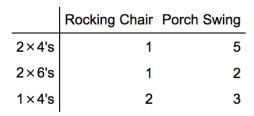 Rocking Chair Porch Swing
2×4's 1 5
2×6's 1 2
1×4's 2 3